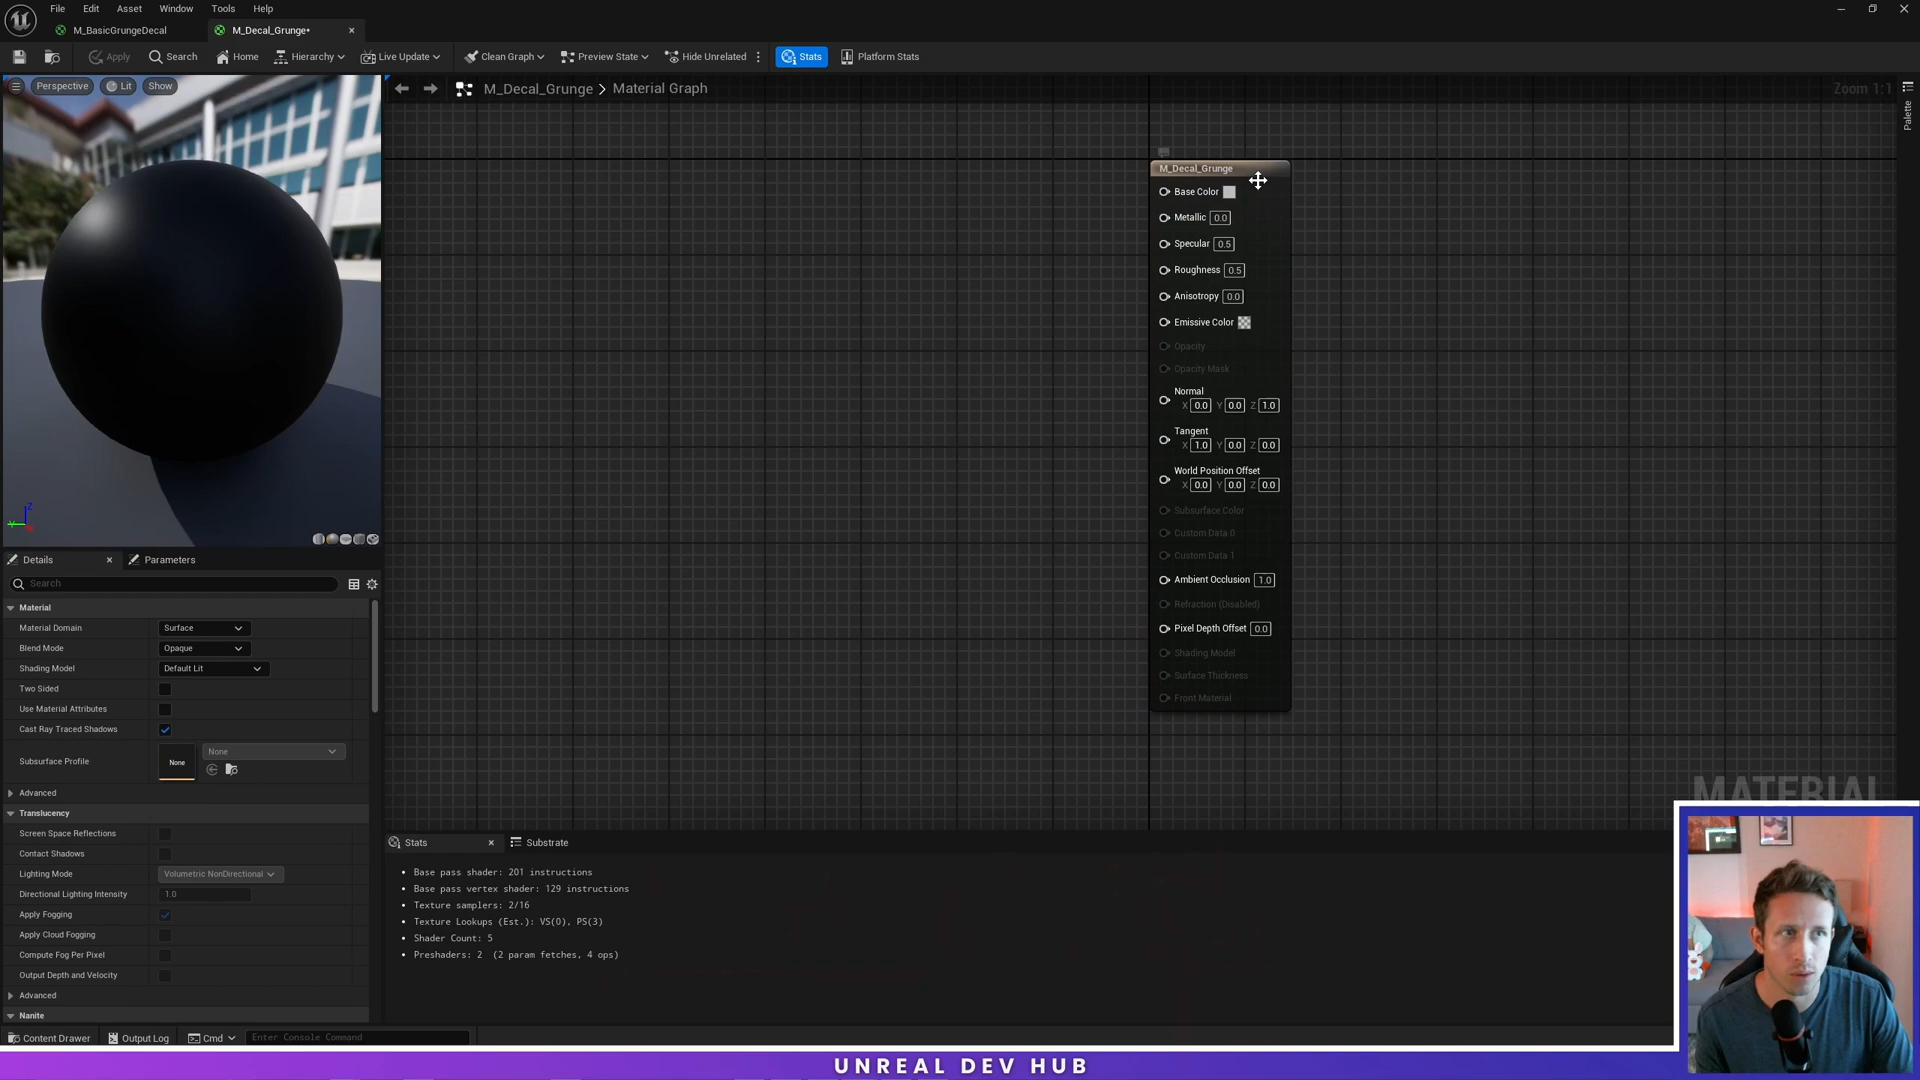 File Edit Asset Window Tools Help
M_BasicGrungeDecal M_Decal_Grunge•
Apply Search Home Hierarchy Live Update Clean Graph Preview State Hide Unrelated Stats Platform Stats
Perspective Lit Show
M_Decal_Grunge > Material Graph
Zoom 1:1
Palette
M_Decal_Grunge
Base Color
Metallic 0.0
Specular 0.5
Roughness 0.5
Anisotropy 0.0
Emissive Color
Opacity
Opacity Mask
Normal
X 0.0 Y 0.0 Z 1.0
Tangent
X 1.0 Y 0.0 Z 0.0
World Position Offset
X 0.0 Y 0.0 Z 0.0
Subsurface Color
Custom Data 0
Custom Data 1
Ambient Occlusion 1.0
Refraction (Disabled)
Pixel Depth Offset 0.0
Shading Model
Surface Thickness
Front Material
MATERIAL
Z
Y
Details Parameters
Search
Material
Material Domain Surface
Blend Mode Opaque
Shading Model Default Lit
Two Sided
Use Material Attributes
Cast Ray Traced Shadows
Subsurface Profile None None
Advanced
Translucency
Screen Space Reflections
Contact Shadows
Lighting Mode Volumetric NonDirectional
Directional Lighting Intensity 1.0
Apply Fogging
Apply Cloud Fogging
Compute Fog Per Pixel
Output Depth and Velocity
Advanced
Nanite
Stats Substrate
• Base pass shader: 201 instructions
• Base pass vertex shader: 129 instructions
• Texture samplers: 2/16
• Texture Lookups (Est.): VS(0), PS(3)
• Shader Count: 5
• Preshaders: 2 (2 param fetches, 4 ops)
Content Drawer Output Log Cmd Enter Console Command
UNREAL DEV HUB